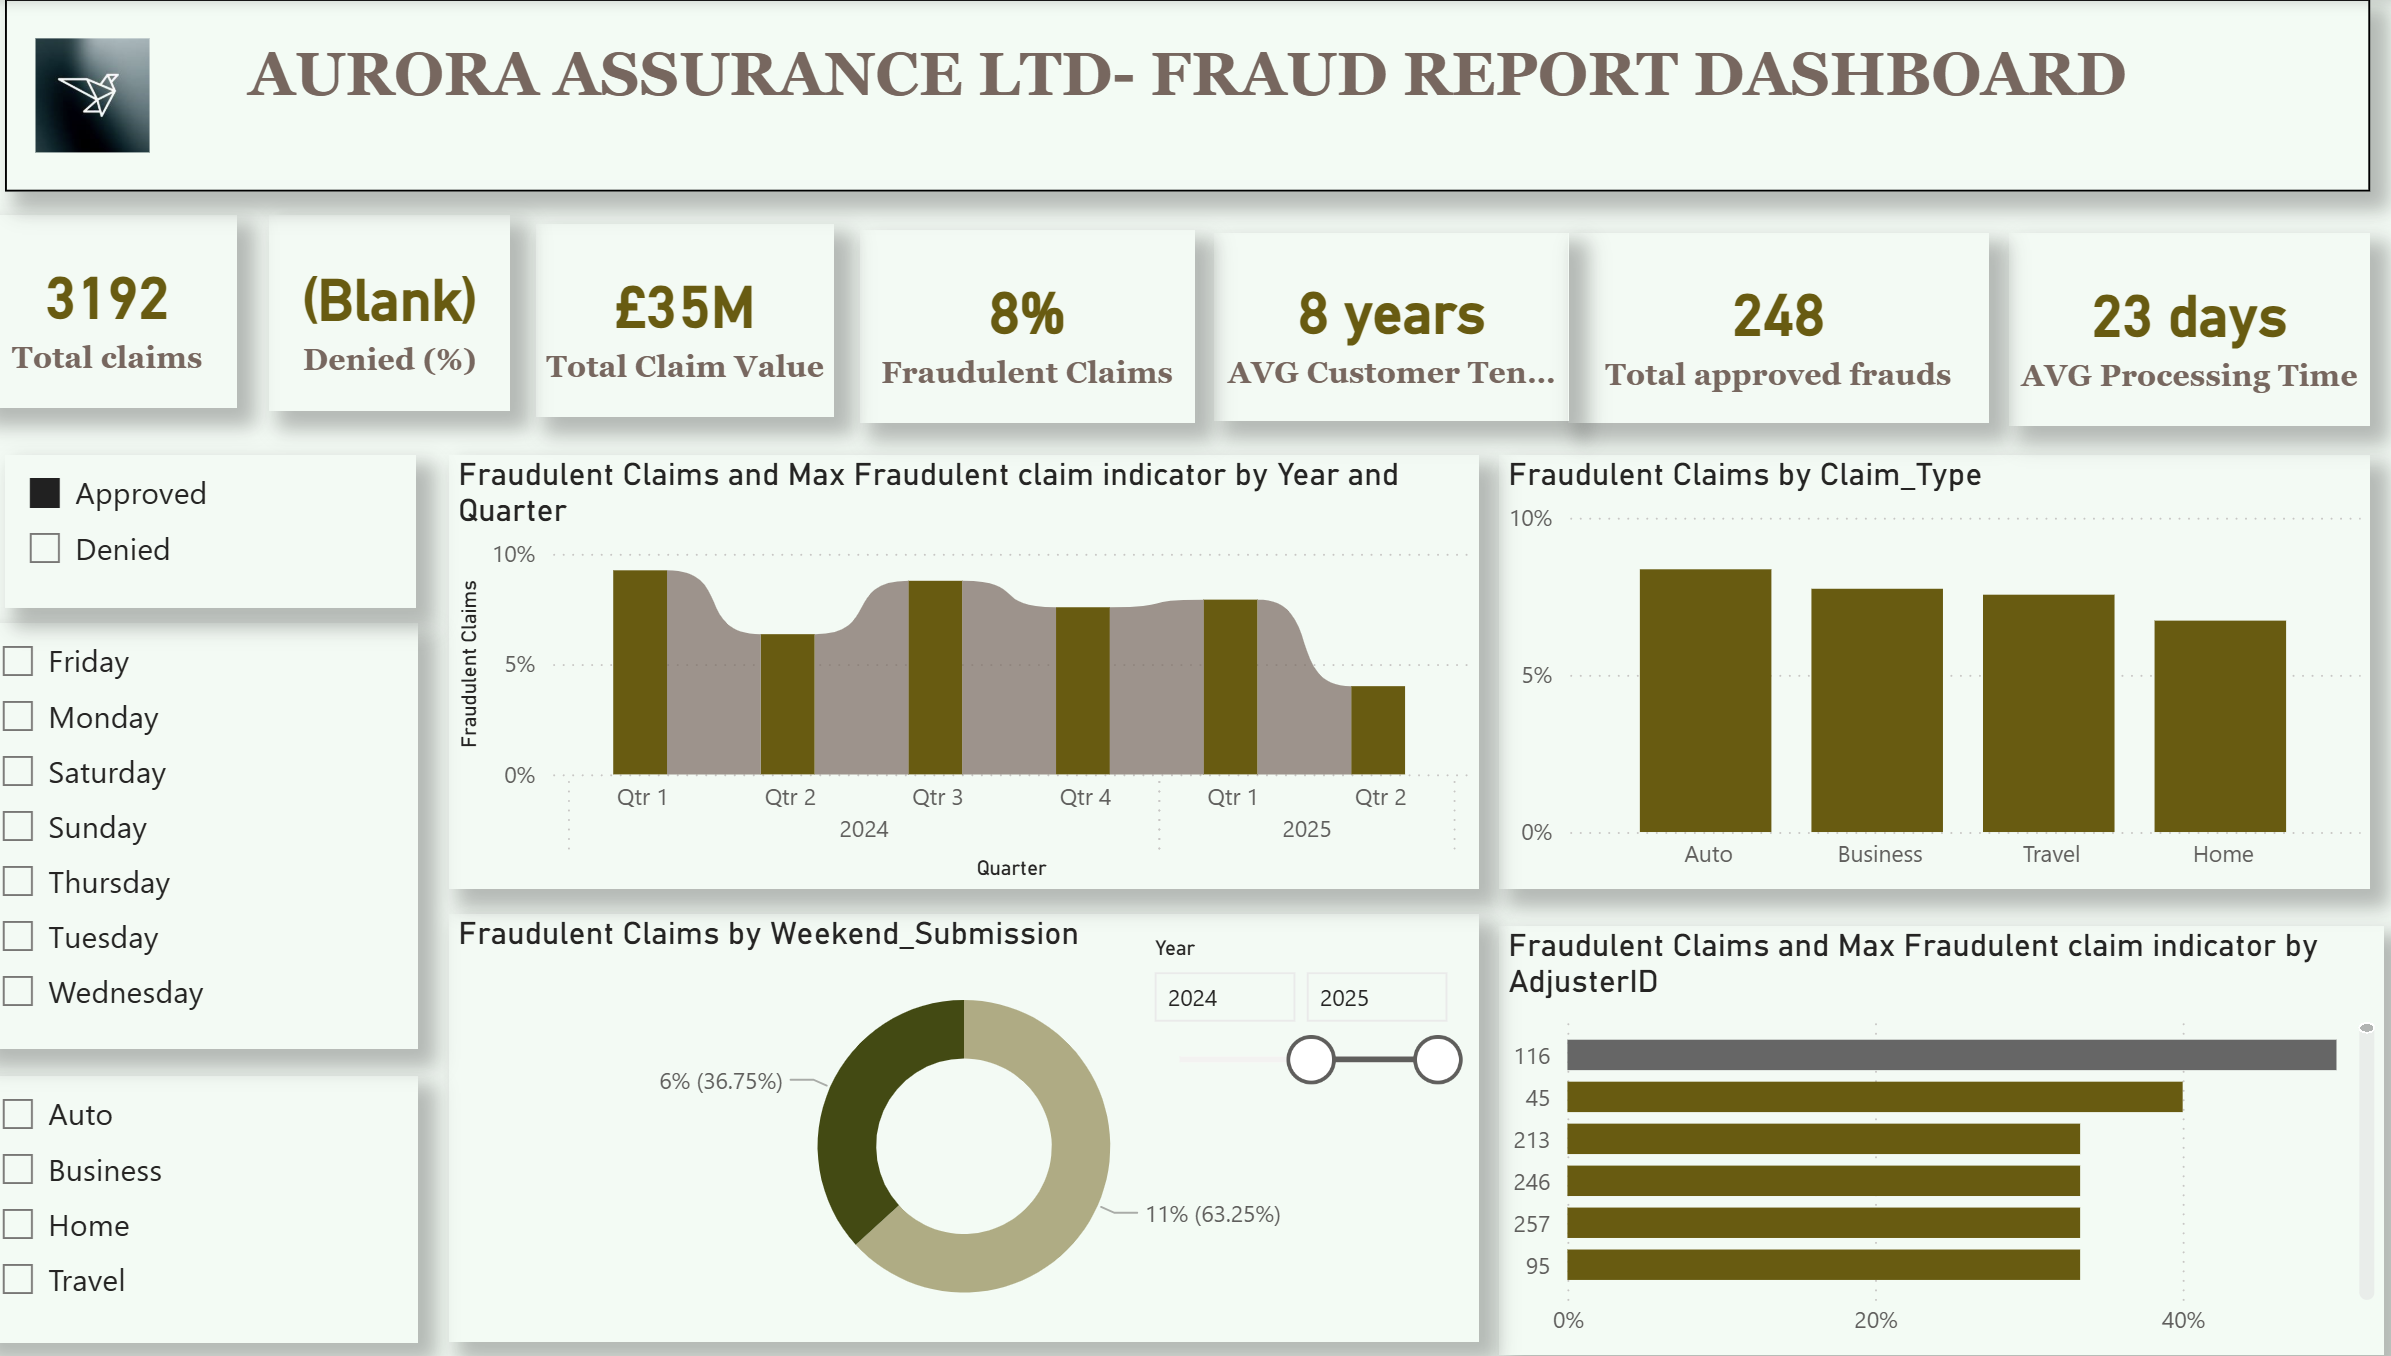 AURORA ASSURANCE LTD- FRAUD REPORT DASHBOARD
3192
Total claims
(Blank)
Denied (%)
£35M
Total Claim Value
8%
Fraudulent Claims
8 years
AVG Customer Ten...
248
Total approved frauds
23 days
AVG Processing Time
Approved
Denied
Friday
Monday
Saturday
Sunday
Thursday
Tuesday
Wednesday
Auto
Business
Home
Travel
Fraudulent Claims and Max Fraudulent claim indicator by Year and
Quarter
Fraudulent Claims
10%
5%
0%
Qtr 1
Qtr 2
Qtr 3
Qtr 4
Qtr 1
Qtr 2
2024
2025
Quarter
Fraudulent Claims by Claim_Type
10%
5%
0%
Auto
Business
Travel
Home
Fraudulent Claims by Weekend_Submission
Year
2024
2025
6% (36.75%)
11% (63.25%)
Fraudulent Claims and Max Fraudulent claim indicator by
AdjusterID
116
45
213
246
257
95
0%
20%
40%